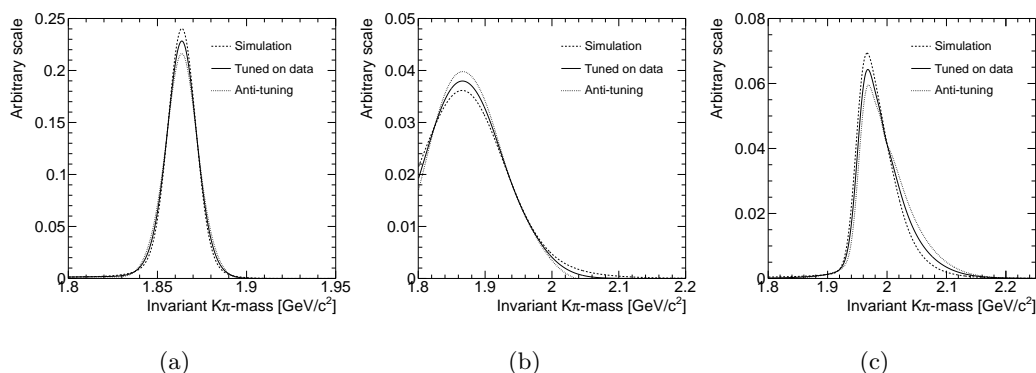 Arbitrary scale
0.25
0.2
0.15
0.1
0.05
0
1.8
1.85
1.9
1.95
Invariant Kπ-mass [GeV/c²]
Simulation
Tuned on data
Anti-tuning
(a)
Arbitrary scale
0.05
0.04
0.03
0.02
0.01
0
1.8
1.9
2
2.1
2.2
Invariant Kπ-mass [GeV/c²]
Simulation
Tuned on data
Anti-tuning
(b)
Arbitrary scale
0.08
0.06
0.04
0.02
0
1.8
1.9
2
2.1
2.2
Invariant Kπ-mass [GeV/c²]
Simulation
Tuned on data
Anti-tuning
(c)